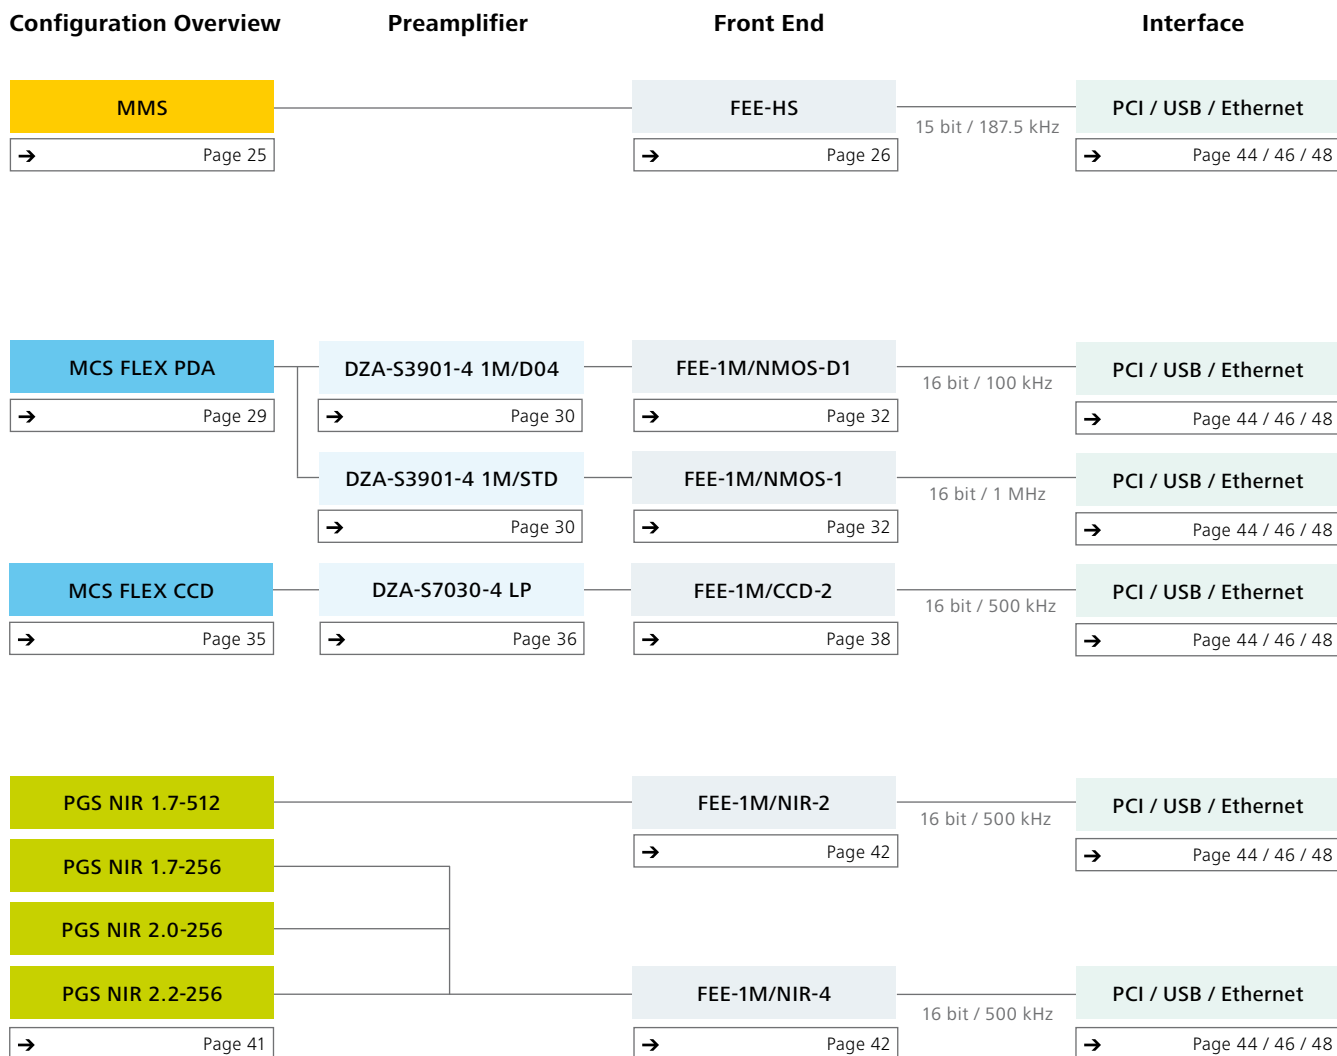 Configuration Overview Preamplifier Front End Interface
MMS FEE-HS PCI / USB / Ethernet
15 bit / 187.5 kHz
➔ Page 25 ➔ Page 26 ➔ Page 44 / 46 / 48
MCS FLEX PDA DZA-S3901-4 1M/D04 FEE-1M/NMOS-D1 PCI / USB / Ethernet
16 bit / 100 kHz
➔ Page 29 ➔ Page 30 ➔ Page 32 ➔ Page 44 / 46 / 48
DZA-S3901-4 1M/STD FEE-1M/NMOS-1 PCI / USB / Ethernet
16 bit / 1 MHz
➔ Page 30 ➔ Page 32 ➔ Page 44 / 46 / 48
MCS FLEX CCD DZA-S7030-4 LP FEE-1M/CCD-2 PCI / USB / Ethernet
16 bit / 500 kHz
➔ Page 35 ➔ Page 36 ➔ Page 38 ➔ Page 44 / 46 / 48
PGS NIR 1.7-512 FEE-1M/NIR-2 PCI / USB / Ethernet
16 bit / 500 kHz
➔ Page 42 ➔ Page 44 / 46 / 48
PGS NIR 1.7-256
PGS NIR 2.0-256
PGS NIR 2.2-256 FEE-1M/NIR-4 PCI / USB / Ethernet
16 bit / 500 kHz
➔ Page 41 ➔ Page 42 ➔ Page 44 / 46 / 48